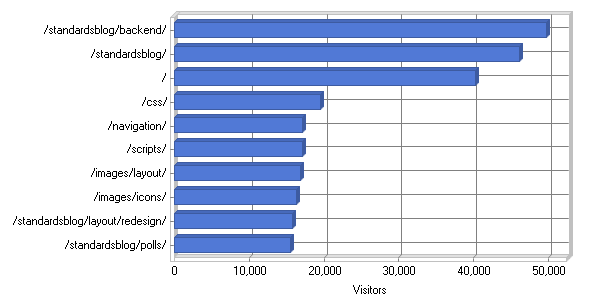 /standardsblog/backend/
/standardsblog/
/
/css/
/navigation/
/scripts/
/images/layout/
/images/icons/
/standardsblog/layout/redesign/
/standardsblog/polls/
0 10,000 20,000 30,000 40,000 50,000
Visitors